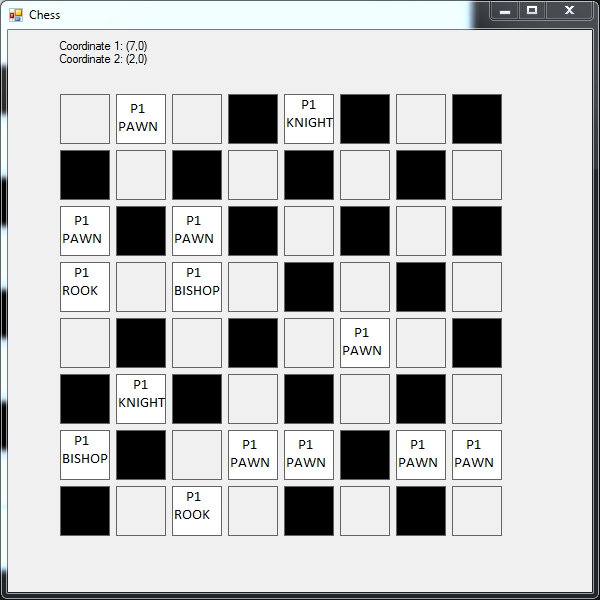 Chess
Coordinate 1: (7,0)
Coordinate 2: (2,0)
P1
PAWN
P1
KNIGHT
P1
PAWN
P1
PAWN
P1
ROOK
P1
BISHOP
P1
PAWN
P1
KNIGHT
P1
BISHOP
P1
PAWN
P1
PAWN
P1
PAWN
P1
PAWN
P1
ROOK